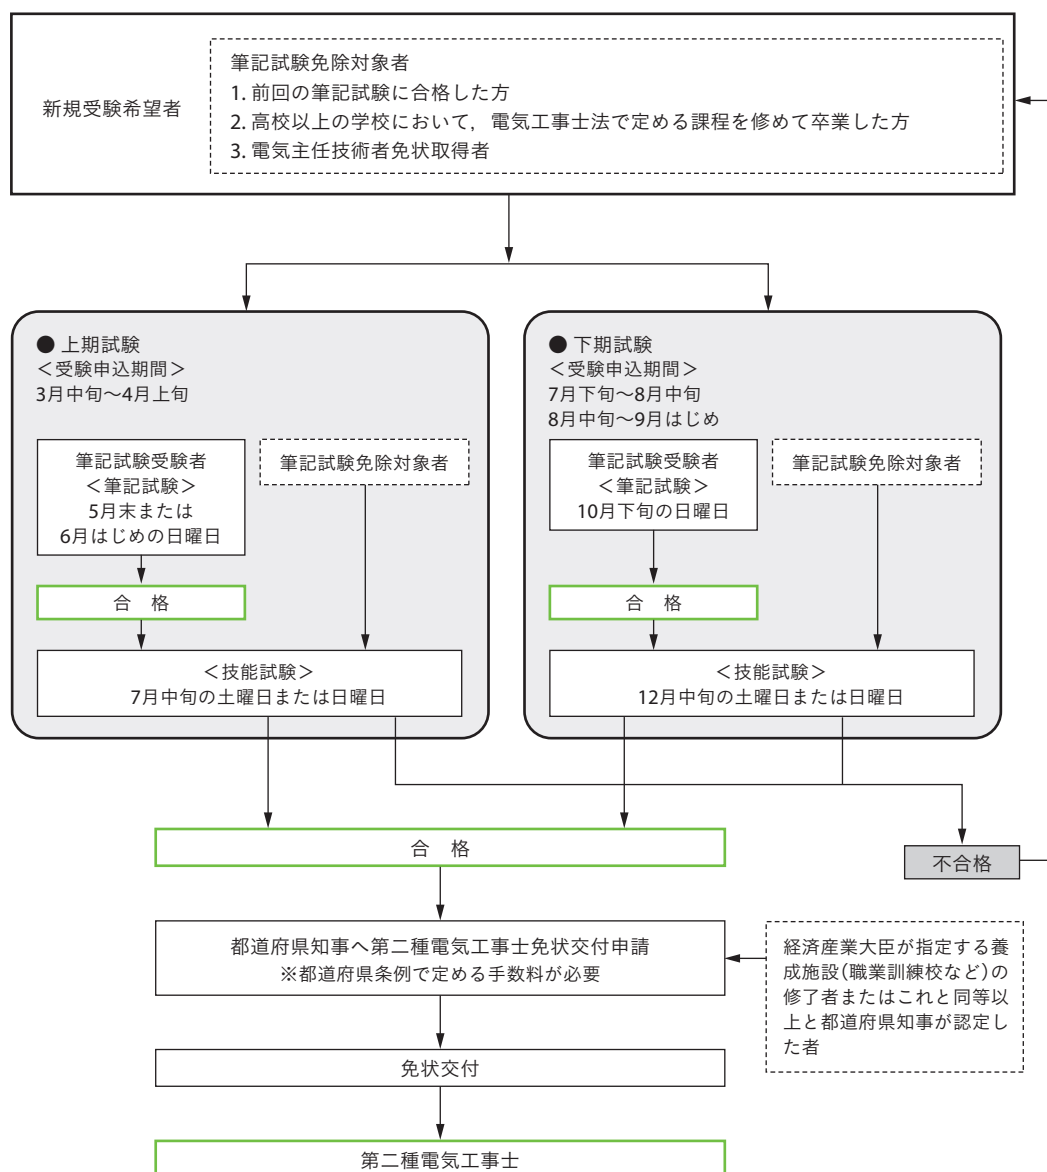 新規受験希望者
筆記試験免除対象者
1. 前回の筆記試験に合格した方
2. 高校以上の学校において，電気工事士法で定める課程を修めて卒業した方
3. 電気主任技術者免状取得者
● 上期試験
＜受験申込期間＞
3月中旬～4月上旬
筆記試験受験者
＜筆記試験＞
5月末または
6月はじめの日曜日
筆記試験免除対象者
合　格
＜技能試験＞
7月中旬の土曜日または日曜日
● 下期試験
＜受験申込期間＞
7月下旬～8月中旬
8月中旬～9月はじめ
筆記試験受験者
＜筆記試験＞
10月下旬の日曜日
筆記試験免除対象者
合　格
＜技能試験＞
12月中旬の土曜日または日曜日
合　格
不合格
都道府県知事へ第二種電気工事士免状交付申請
※都道府県条例で定める手数料が必要
経済産業大臣が指定する養
成施設（職業訓練校など）の
修了者またはこれと同等以
上と都道府県知事が認定し
た者
免状交付
第二種電気工事士